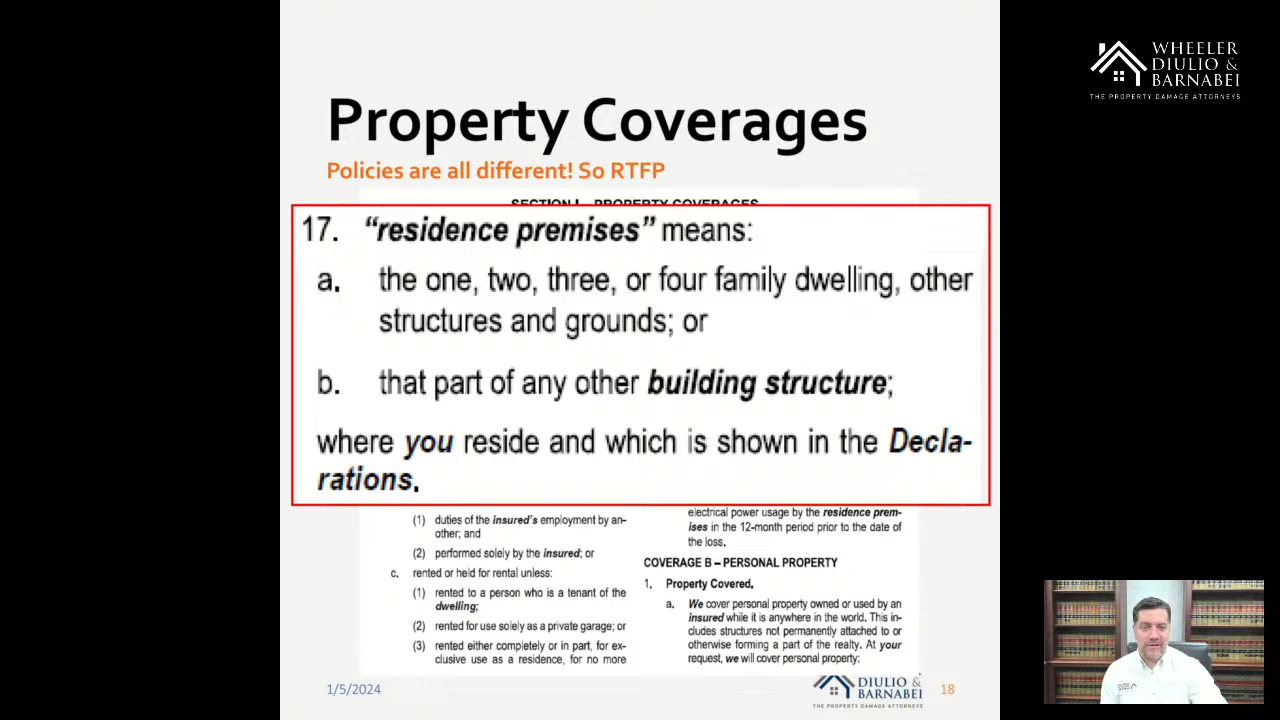 WHEELER
DIULIO &
BARNABEI
THE PROPERTY DAMAGE ATTORNEYS
Property Coverages
Policies are all different! So RTFP
SECTION I – PROPERTY COVERAGES
17. “residence premises” means:
a. the one, two, three, or four family dwelling, other
structures and grounds; or
b. that part of any other building structure;
where you reside and which is shown in the Decla-
rations.
(1) duties of the insured's employment by an-
other; and
(2) performed solely by the insured; or
c. rented or held for rental unless:
(1) rented to a person who is a tenant of the
dwelling;
(2) rented for use solely as a private garage; or
(3) rented either completely or in part, for ex-
clusive use as a residence, for no more
electrical power usage by the residence prem-
ises in the 12-month period prior to the date of
the loss.
COVERAGE B – PERSONAL PROPERTY
1. Property Covered.
a. We cover personal property owned or used by an
insured while it is anywhere in the world. This in-
cludes structures not permanently attached to or
otherwise forming a part of the realty. At your
request, we will cover personal property:
1/5/2024
DIULIO &
BARNABEI
THE PROPERTY DAMAGE ATTORNEYS
18